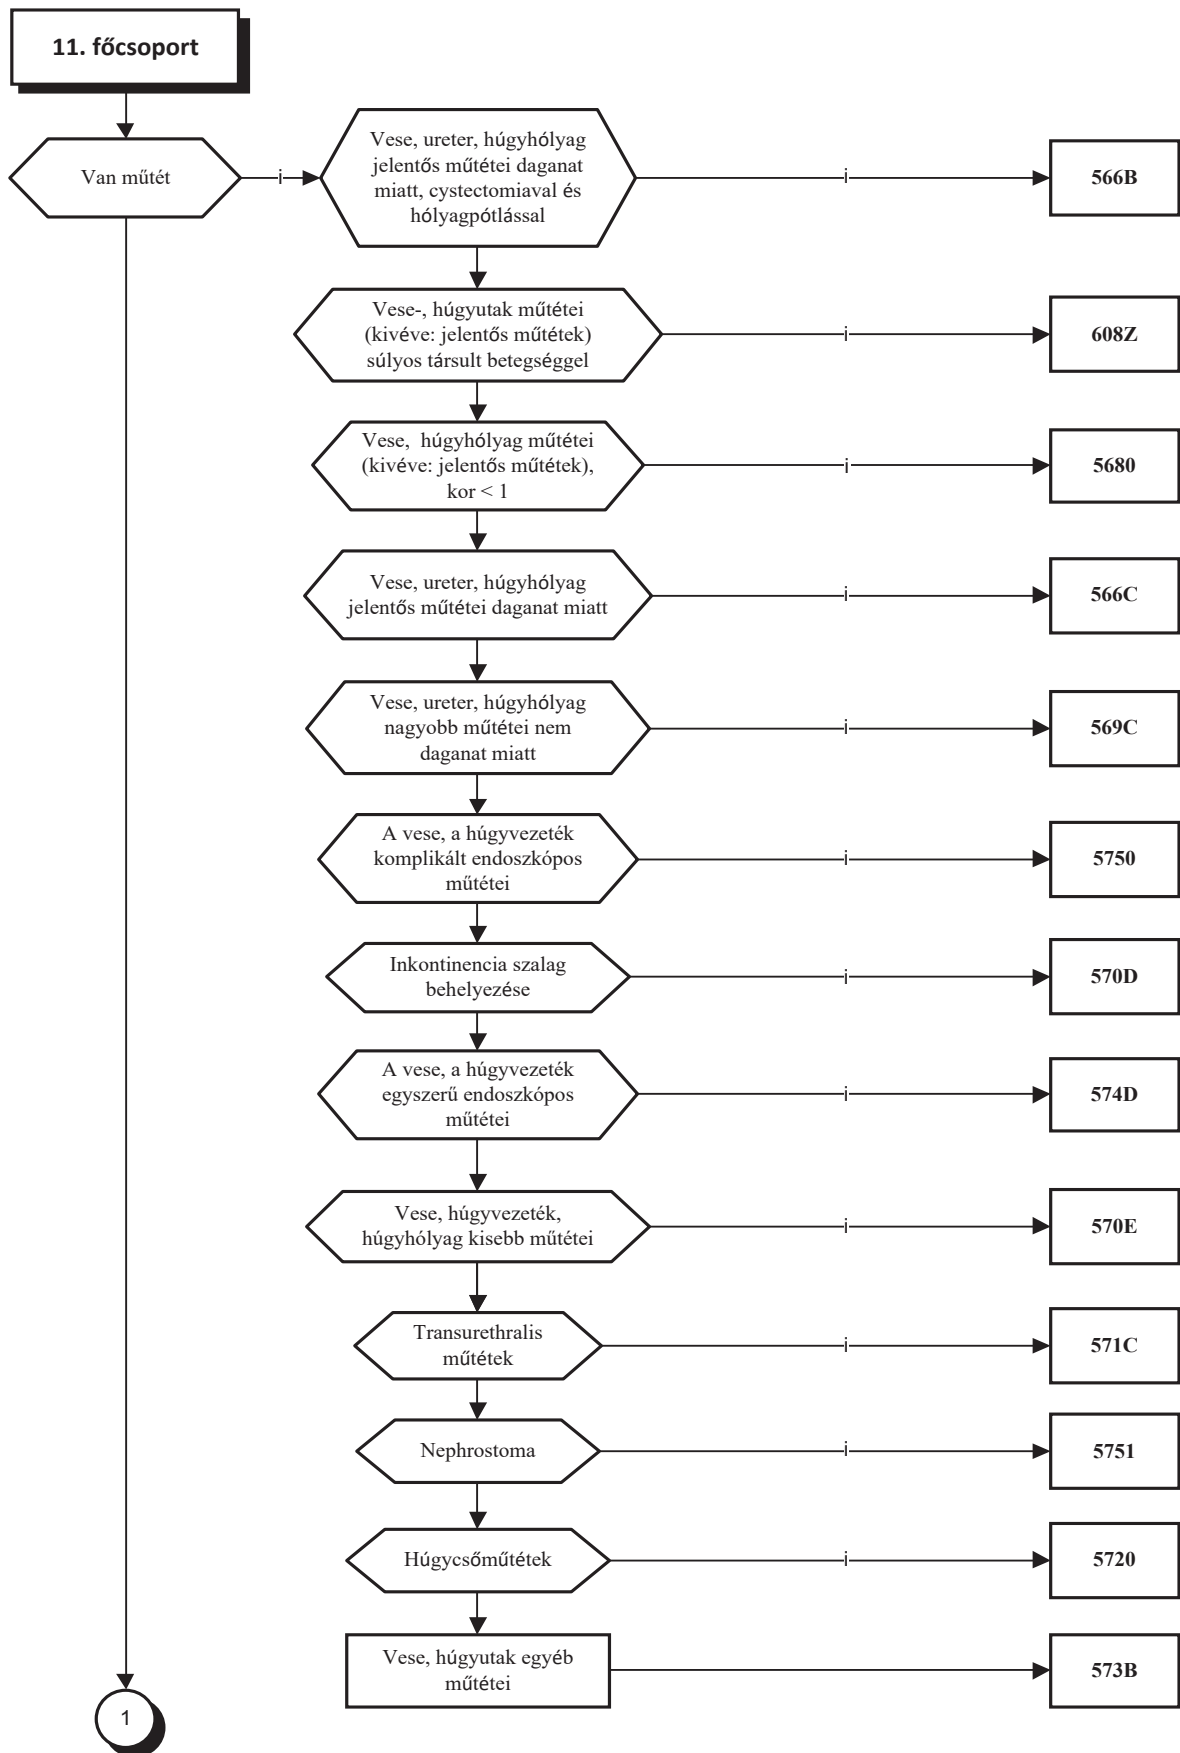 11. főcsoport
Van műtét
i
Vese, ureter, húgyhólyag
jelentős műtétei daganat
miatt, cystectomiaval és
hólyagpótlással
i
566B
Vese-, húgyutak műtétei
(kivéve: jelentős műtétek)
súlyos társult betegséggel
i
608Z
Vese, húgyhólyag műtétei
(kivéve: jelentős műtétek),
kor < 1
i
5680
Vese, ureter, húgyhólyag
jelentős műtétei daganat miatt
i
566C
Vese, ureter, húgyhólyag
nagyobb műtétei nem
daganat miatt
i
569C
A vese, a húgyvezeték
komplikált endoszkópos
műtétei
i
5750
Inkontinencia szalag
behelyezése
i
570D
A vese, a húgyvezeték
egyszerű endoszkópos
műtétei
i
574D
Vese, húgyvezeték,
húgyhólyag kisebb műtétei
i
570E
Transurethralis
műtétek
i
571C
Nephrostoma
i
5751
Húgycsőműtétek
i
5720
Vese, húgyutak egyéb
műtétei
573B
1